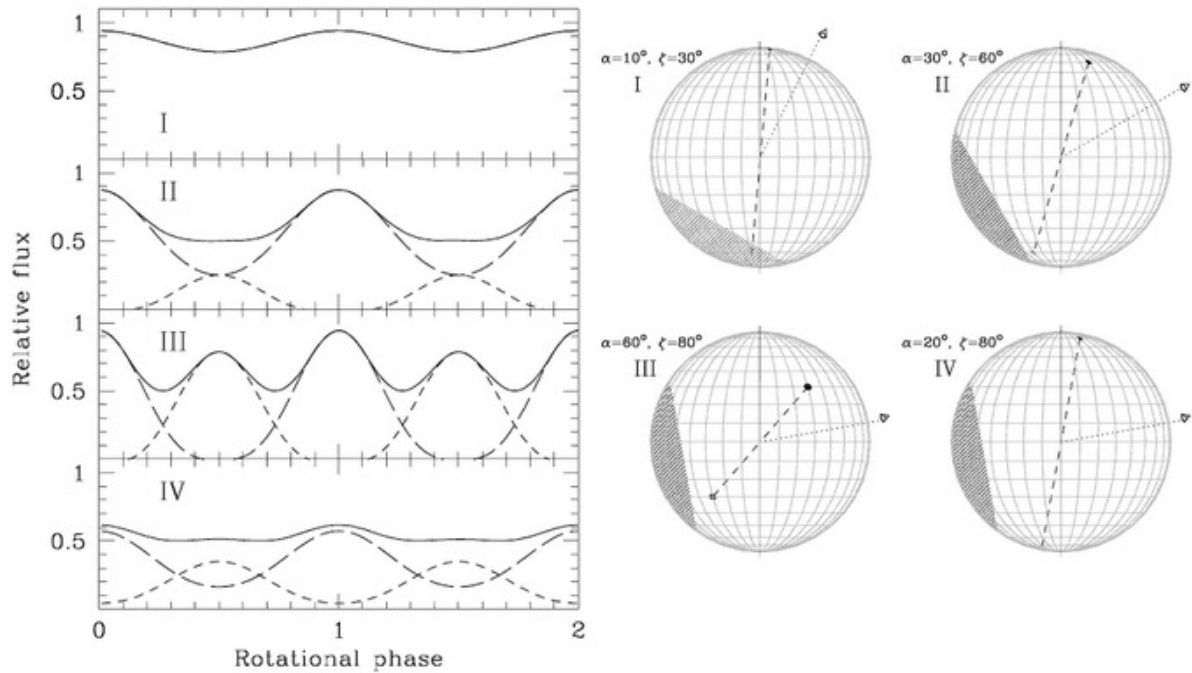 1
0.5
I
1
0.5
II
1
0.5
III
1
0.5
IV
0
1
2
Relative flux
Rotational phase
α=10°, ζ=30°
I
α=30°, ζ=60°
II
α=60°, ζ=80°
III
α=20°, ζ=80°
IV